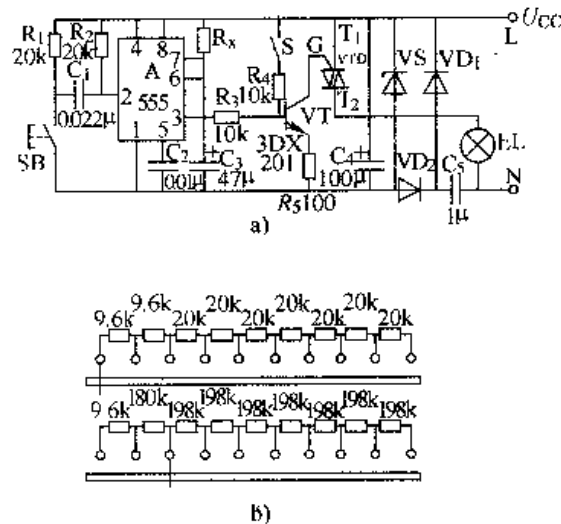 R1 20k
R2 20k
C1
0.022μ
SB
4 8
A
555
7
6
2
3
1 5
Rx
R3
10k
S
R4
10k
G
T1
VTD
T2
VT
3DX
201
R5100
C2
001μ
C3
47μ
C4
100μ
VS
VD1
VD2
C5
1μ
EL
UCC
L
N
a)
9.6k 9.6k 20k 20k 20k 20k 20k 20k 20k
9.6k 180k 198k 198k 198k 198k 198k 198k 198k
b)